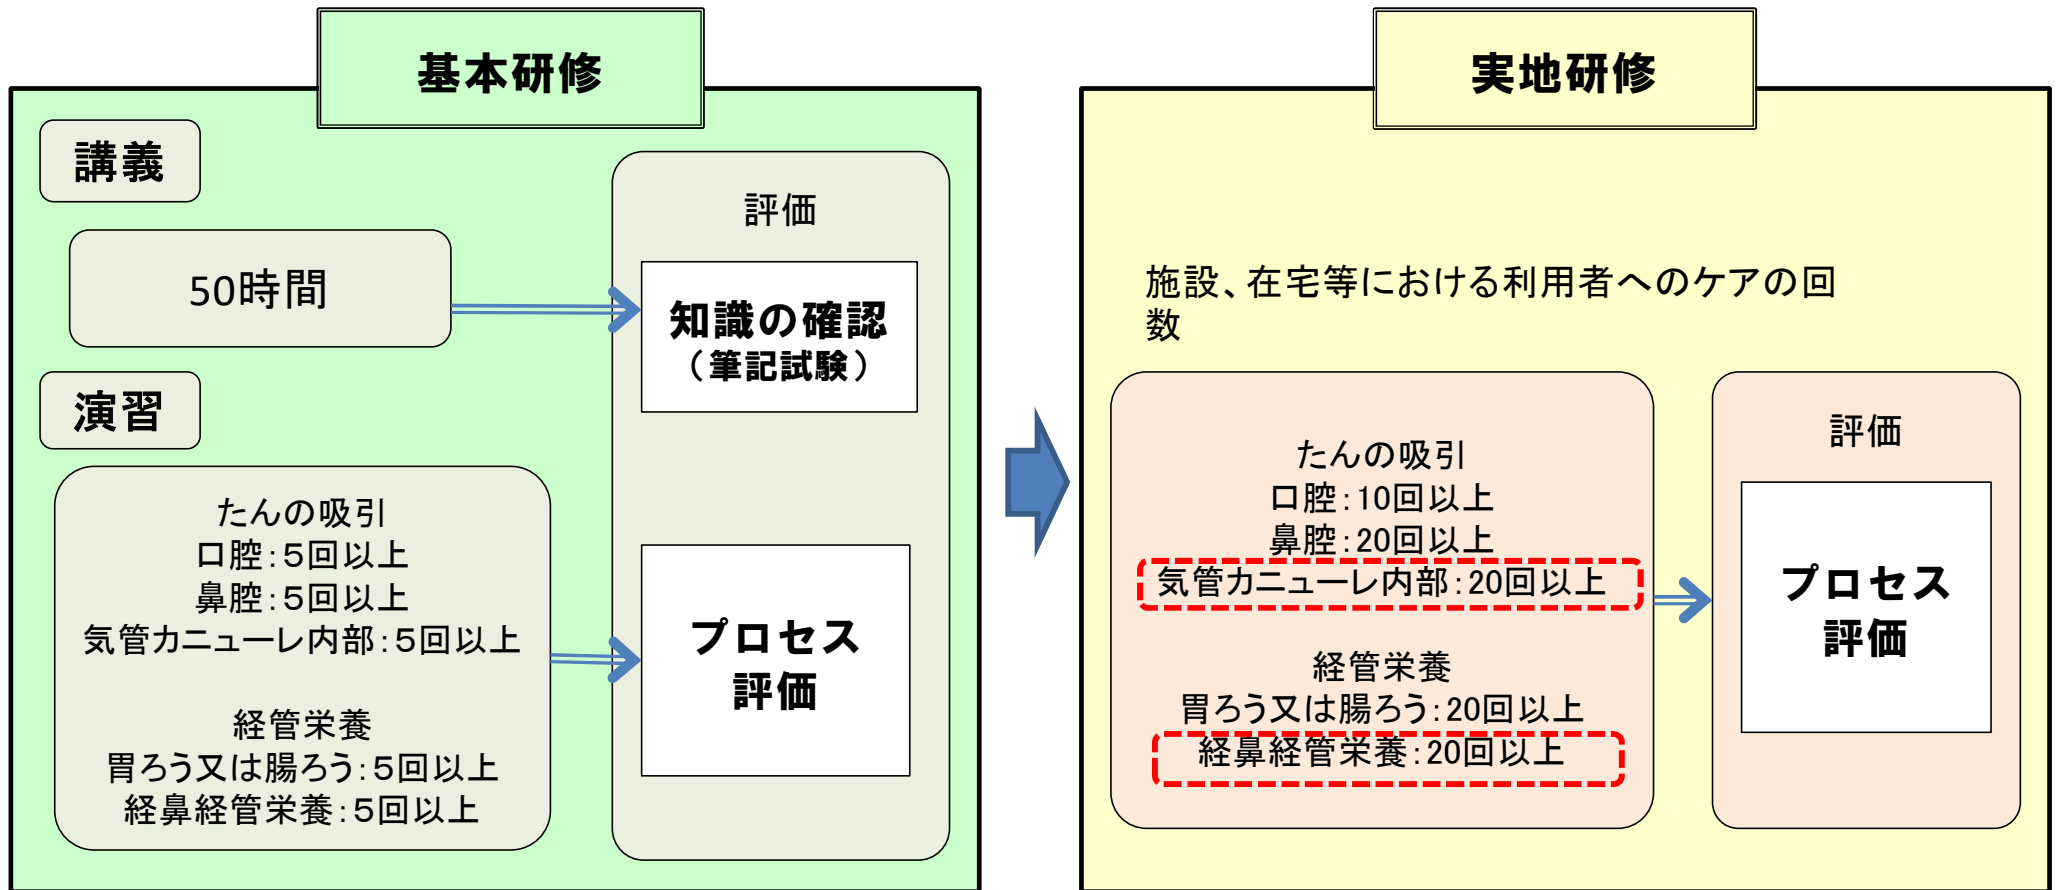 基本研修
講義
50時間
演習
たんの吸引
口腔：５回以上
鼻腔：５回以上
気管カニューレ内部：５回以上
経管栄養
胃ろう又は腸ろう：５回以上
経鼻経管栄養：５回以上
評価
知識の確認
（筆記試験）
プロセス
評価
実地研修
施設、在宅等における利用者へのケアの回
数
たんの吸引
口腔：10回以上
鼻腔：20回以上
気管カニューレ内部：20回以上
経管栄養
胃ろう又は腸ろう：20回以上
経鼻経管栄養：20回以上
評価
プロセス
評価